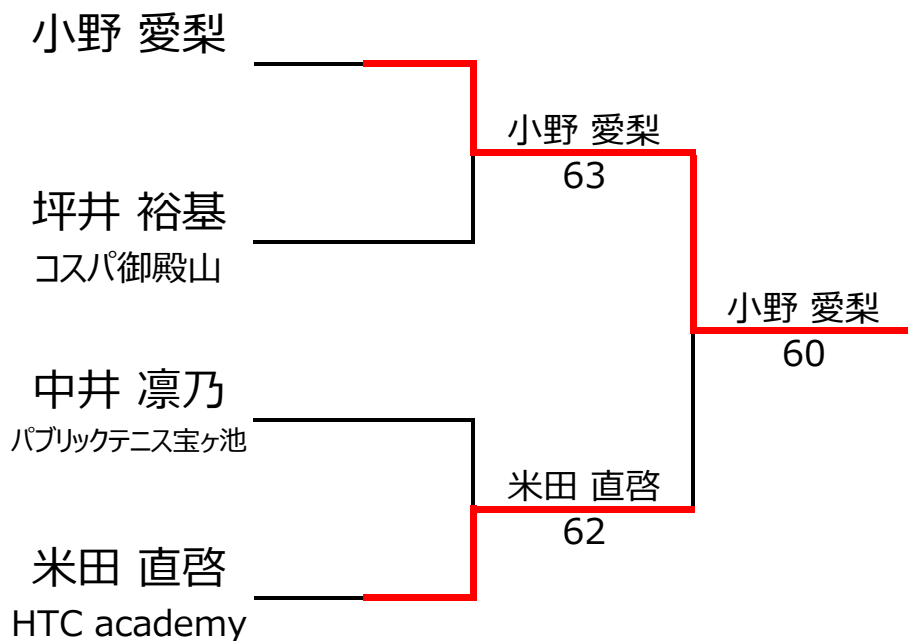 小野 愛梨
小野 愛梨
63
坪井 裕基
コスパ御殿山
小野 愛梨
60
中井 凛乃
パブリックテニス宝ヶ池
米田 直啓
62
米田 直啓
HTC academy